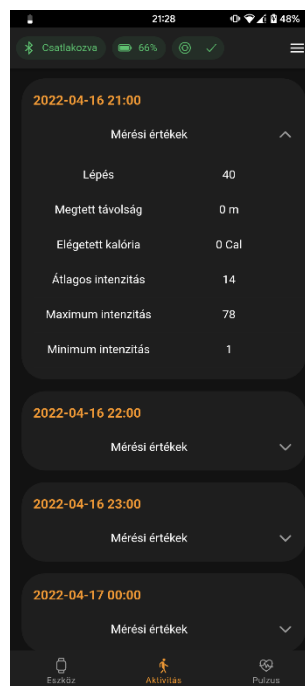 21:28 48%
Csatlakozva 66%
2022-04-16 21:00
Mérési értékek
Lépés 40
Megtett távolság 0 m
Elégetett kalória 0 Cal
Átlagos intenzitás 14
Maximum intenzitás 78
Minimum intenzitás 1
2022-04-16 22:00
Mérési értékek
2022-04-16 23:00
Mérési értékek
2022-04-17 00:00
Mérési értékek
Eszköz Aktivitás Pulzus